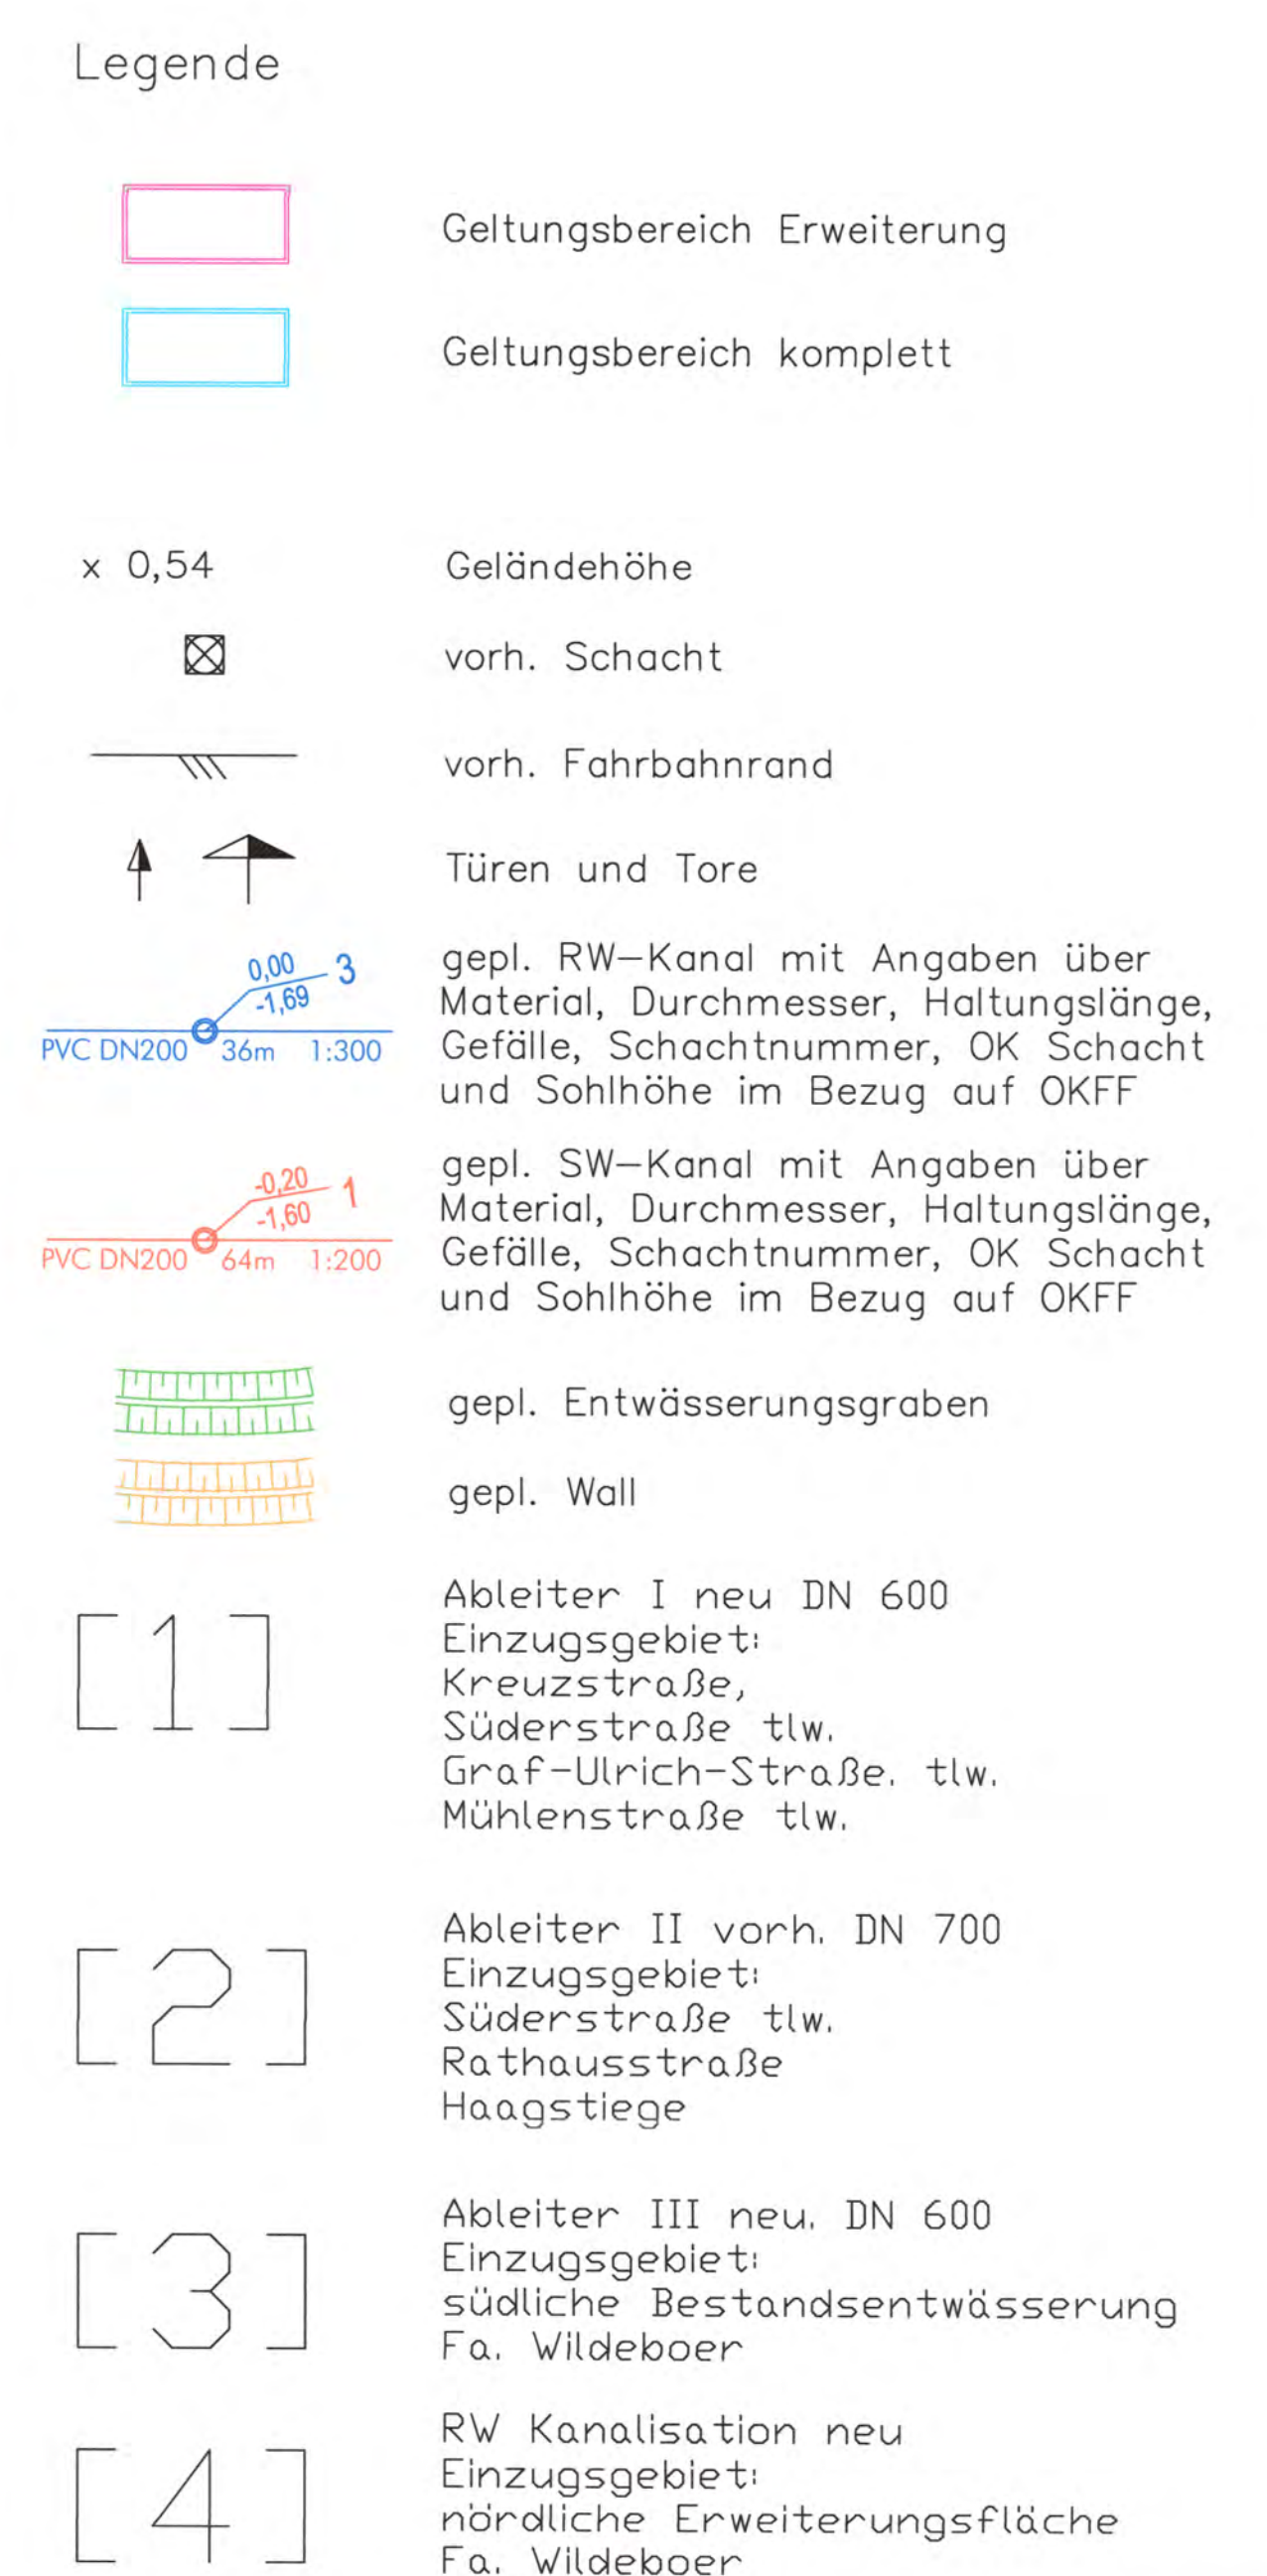 Legende
Geltungsbereich Erweiterung
Geltungsbereich komplett
x 0,54 Geländehöhe
vorh. Schacht
vorh. Fahrbahnrand
Türen und Tore
0,00 3
-1,69
PVC DN200 36m 1:300
gepl. RW-Kanal mit Angaben über
Material, Durchmesser, Haltungslänge,
Gefälle, Schachtnummer, OK Schacht
und Sohlhöhe im Bezug auf OKFF
-0,20 1
-1,60
PVC DN200 64m 1:200
gepl. SW-Kanal mit Angaben über
Material, Durchmesser, Haltungslänge,
Gefälle, Schachtnummer, OK Schacht
und Sohlhöhe im Bezug auf OKFF
gepl. Entwässerungsgraben
gepl. Wall
[1]
Ableiter I neu DN 600
Einzugsgebiet:
Kreuzstraße,
Süderstraße tlw.
Graf-Ulrich-Straße. tlw.
Mühlenstraße tlw.
[2]
Ableiter II vorh. DN 700
Einzugsgebiet:
Süderstraße tlw.
Rathausstraße
Haagstiege
[3]
Ableiter III neu. DN 600
Einzugsgebiet:
südliche Bestandsentwässerung
Fa. Wildeboer
[4]
RW Kanalisation neu
Einzugsgebiet:
nördliche Erweiterungsfläche
Fa. Wildeboer